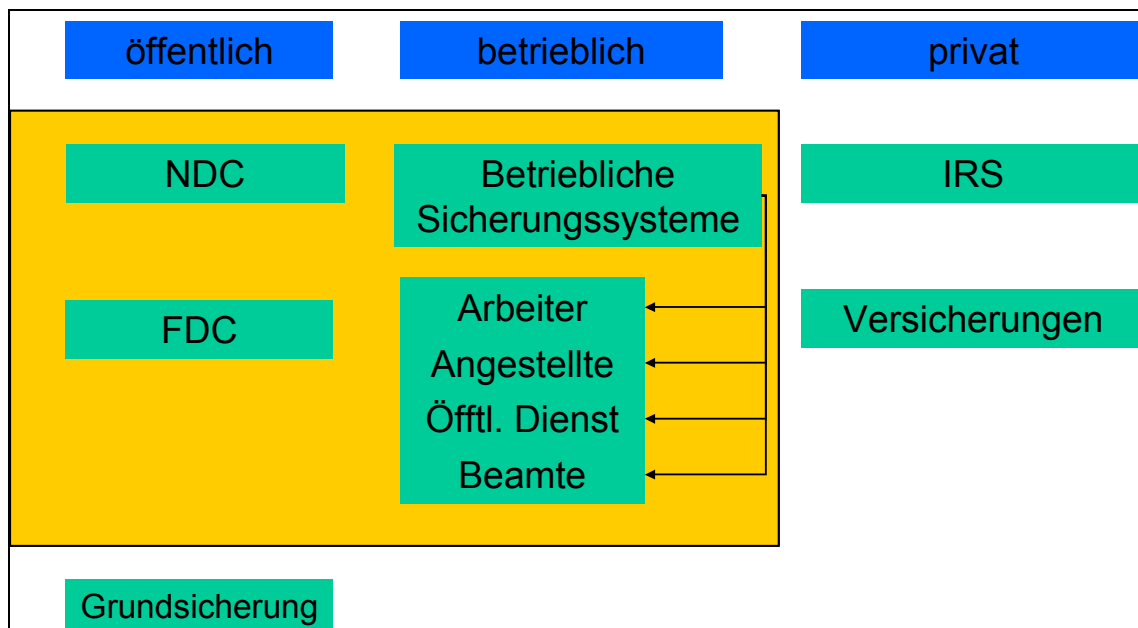 öffentlich
betrieblich
privat
NDC
Betriebliche
Sicherungssysteme
IRS
FDC
Arbeiter
Angestellte
Öfftl. Dienst
Beamte
Versicherungen
Grundsicherung